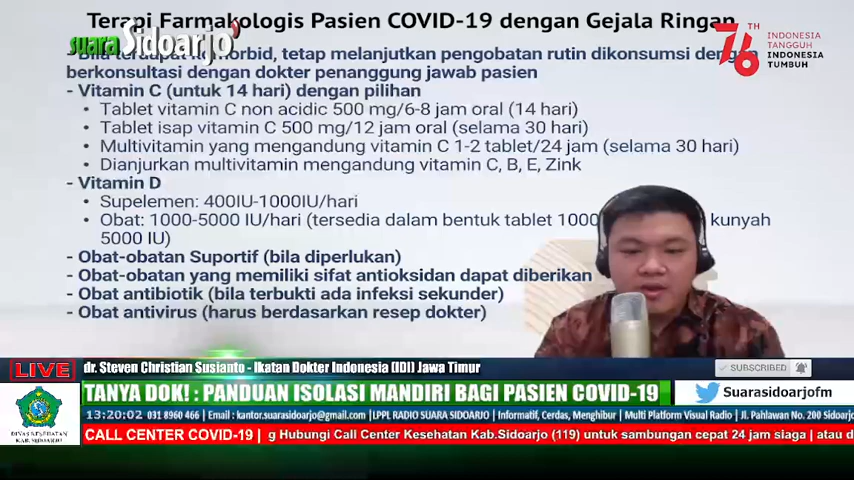 Terapi Farmakologis Pasien COVID-19 dengan Gejala Ringan
suara Sidoarjo
76 TH
INDONESIA
TANGGUH
INDONESIA
TUMBUH
- Bila terdapat komorbid, tetap melanjutkan pengobatan rutin dikonsumsi dengan
berkonsultasi dengan dokter penanggung jawab pasien
- Vitamin C (untuk 14 hari) dengan pilihan
• Tablet vitamin C non acidic 500 mg/6-8 jam oral (14 hari)
• Tablet isap vitamin C 500 mg/12 jam oral (selama 30 hari)
• Multivitamin yang mengandung vitamin C 1-2 tablet/24 jam (selama 30 hari)
• Dianjurkan multivitamin mengandung vitamin C, B, E, Zink
- Vitamin D
• Suplemen: 400IU-1000IU/hari
• Obat: 1000-5000 IU/hari (tersedia dalam bentuk tablet 1000 kunyah
5000 IU)
- Obat-obatan Suportif (bila diperlukan)
- Obat-obatan yang memiliki sifat antioksidan dapat diberikan
- Obat antibiotik (bila terbukti ada infeksi sekunder)
- Obat antivirus (harus berdasarkan resep dokter)
LIVE
dr. Steven Christian Susianto - Ikatan Dokter Indonesia (IDI) Jawa Timur
SUBSCRIBED
TANYA DOK! : PANDUAN ISOLASI MANDIRI BAGI PASIEN COVID-19
Suarasidoarjofm
DINAS KESEHATAN
KAB. SIDOARJO
13:20:02 031 8960 466 | Email : kantor.suarasidoarjo@gmail.com |LPPL RADIO SUARA SIDOARJO | Informatif, Cerdas, Menghibur | Multi Platform Visual Radio | Jl. Pahlawan No. 200 Sidoarjo
CALL CENTER COVID-19 | g Hubungi Call Center Kesehatan Kab.Sidoarjo (119) untuk sambungan cepat 24 jam siaga | atau d